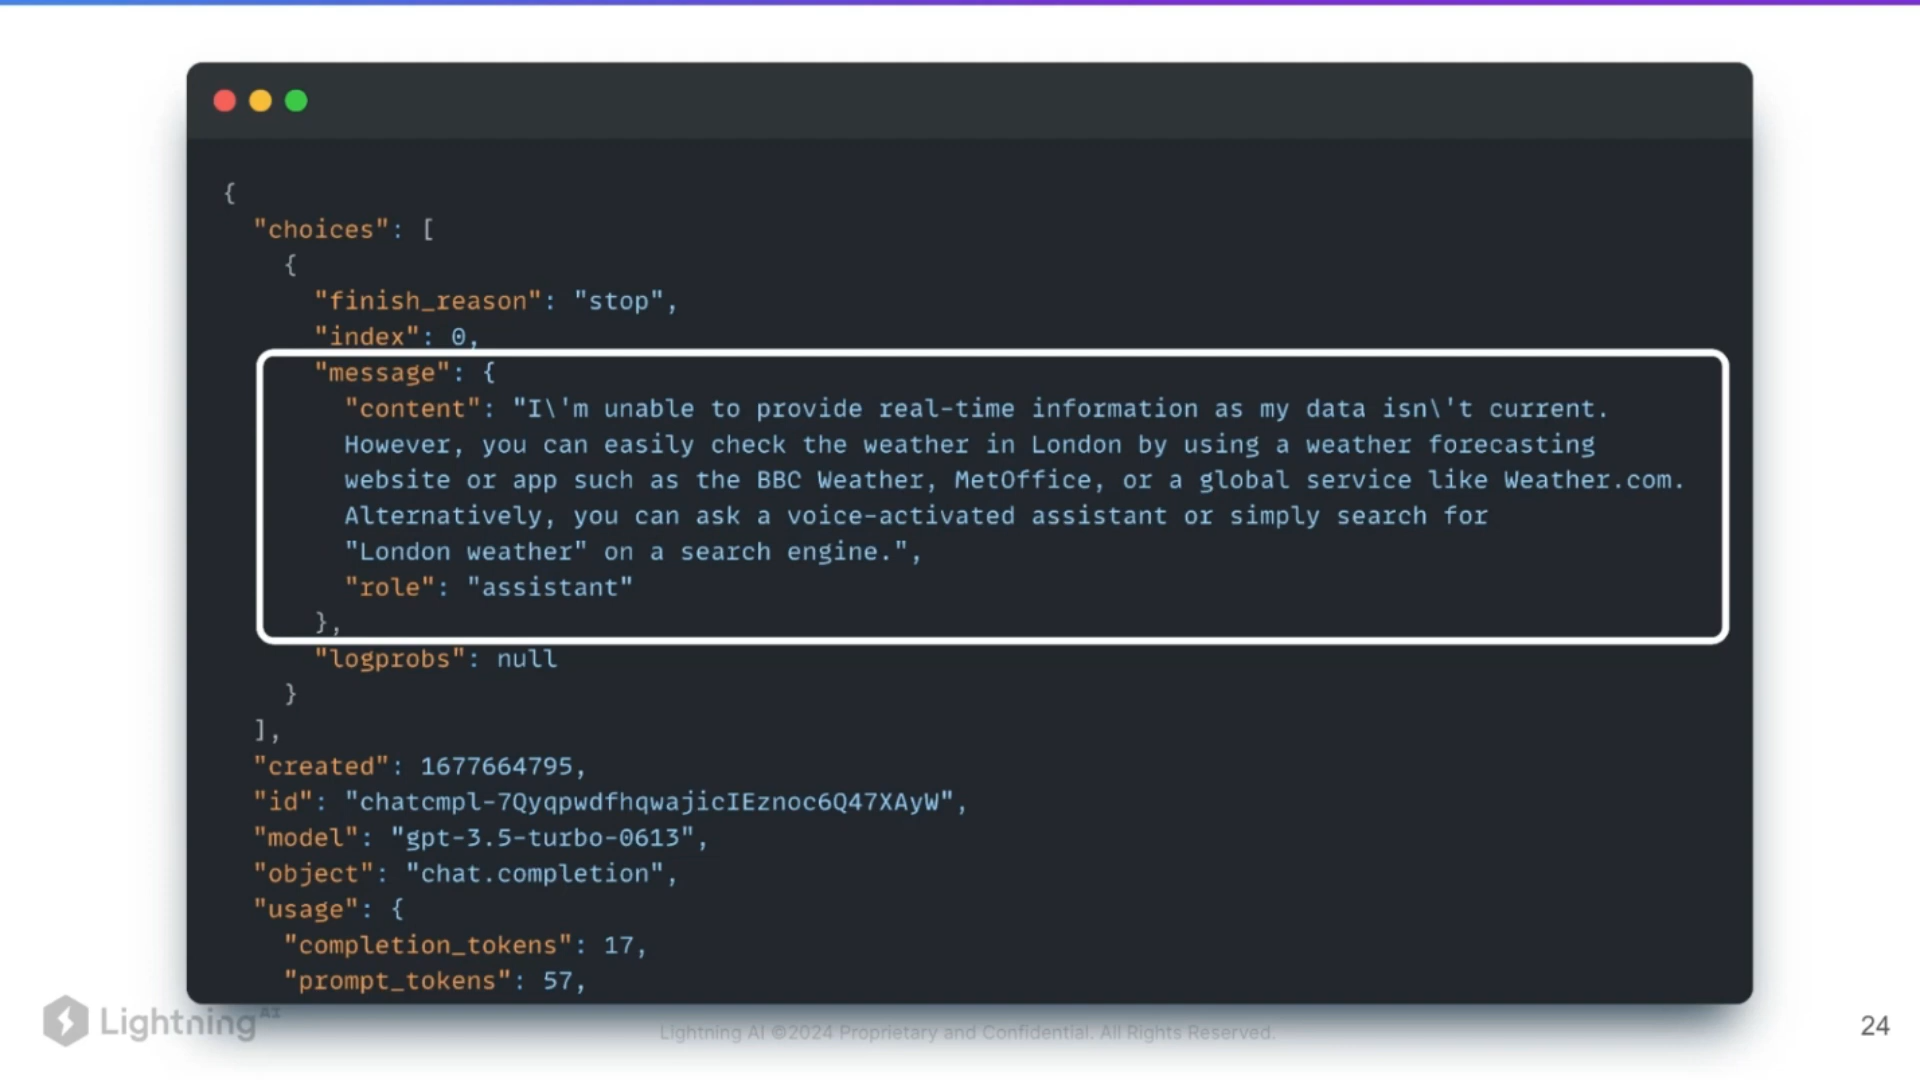 {
"choices": [
{
"finish_reason": "stop",
"index": 0,
"message": {
"content": "I\'m unable to provide real-time information as my data isn\'t current.
However, you can easily check the weather in London by using a weather forecasting
website or app such as the BBC Weather, MetOffice, or a global service like Weather.com.
Alternatively, you can ask a voice-activated assistant or simply search for
"London weather" on a search engine.",
"role": "assistant"
},
"logprobs": null
}
],
"created": 1677664795,
"id": "chatcmpl-7QyqpwdfhqwajicIEznoc6Q47XAyW",
"model": "gpt-3.5-turbo-0613",
"object": "chat.completion",
"usage": {
"completion_tokens": 17,
"prompt_tokens": 57,
Lightning AI
Lightning AI ©2024 Proprietary and Confidential. All Rights Reserved.
24